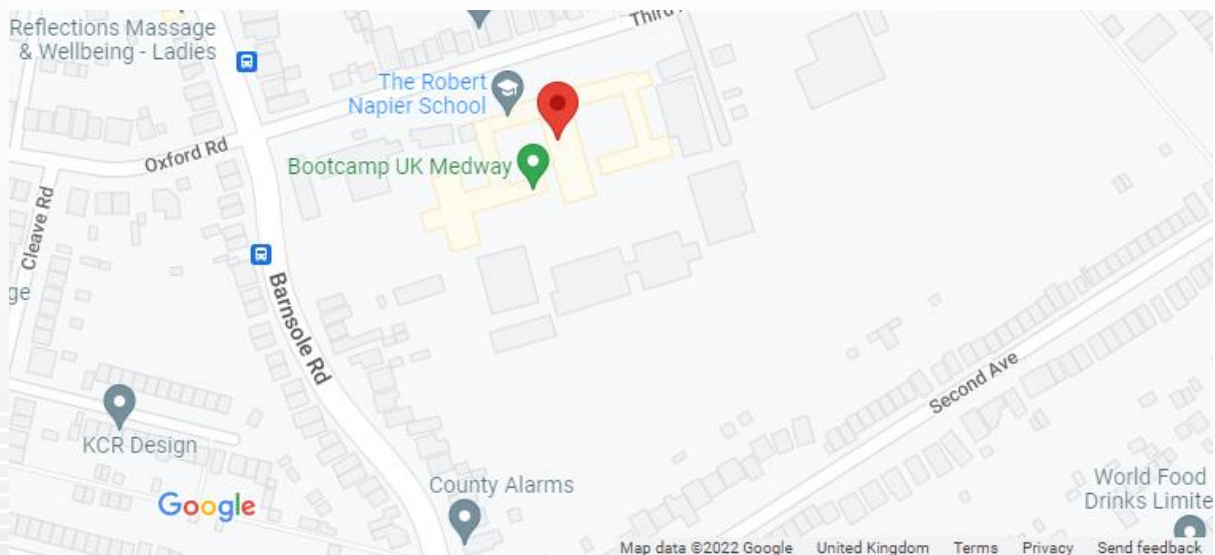 Reflections Massage
& Wellbeing - Ladies
Third
The Robert
Napier School
Oxford Rd
Bootcamp UK Medway
Cleave Rd
ge
Barnsole Rd
Second Ave
KCR Design
County Alarms
World Food
Drinks Limite
Google
Map data ©2022 Google United Kingdom Terms Privacy Send feedback